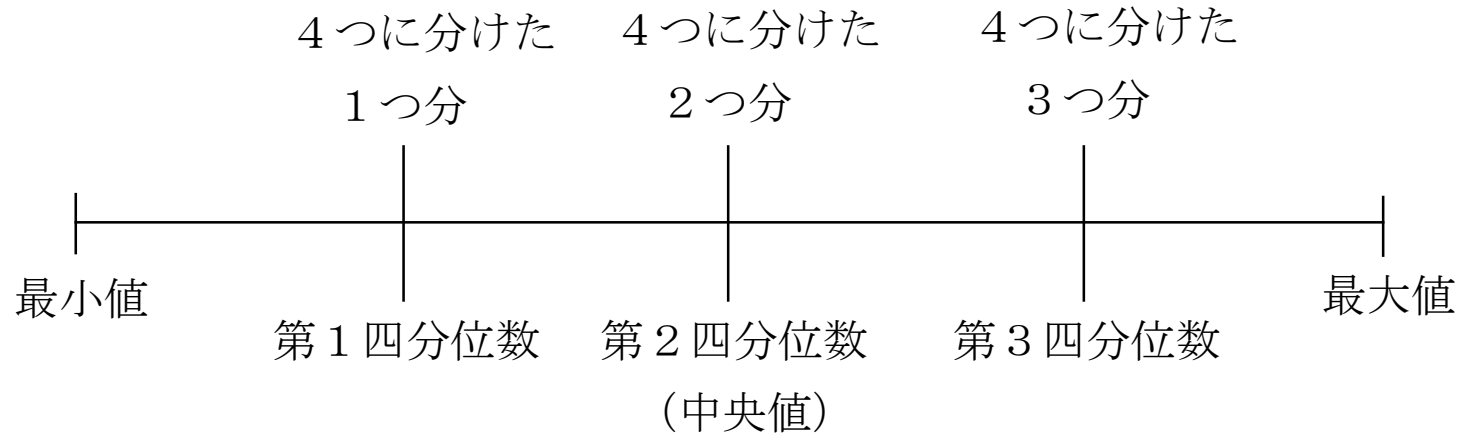 ４つに分けた
１つ分
４つに分けた
２つ分
４つに分けた
３つ分
最小値
最大値
第１四分位数
第２四分位数
（中央値）
第３四分位数